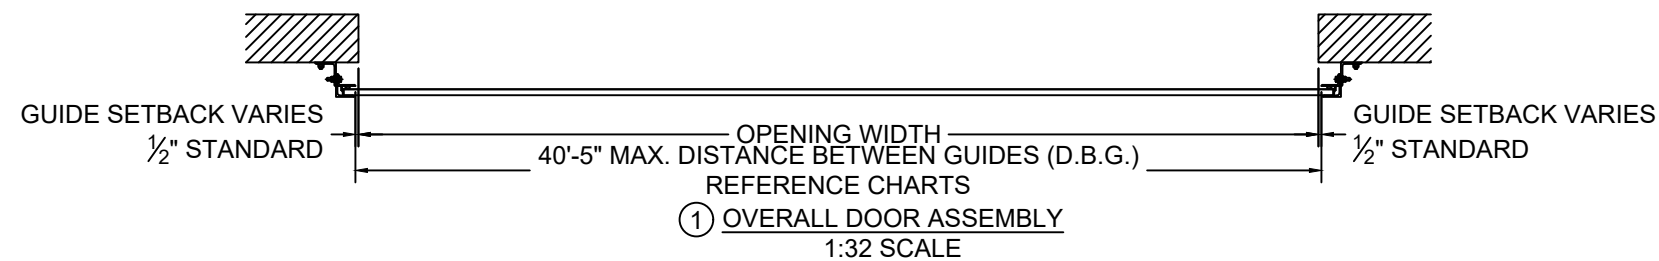 GUIDE SETBACK VARIES
½" STANDARD
OPENING WIDTH
40'-5" MAX. DISTANCE BETWEEN GUIDES (D.B.G.)
REFERENCE CHARTS
GUIDE SETBACK VARIES
½" STANDARD
1 OVERALL DOOR ASSEMBLY
1:32 SCALE